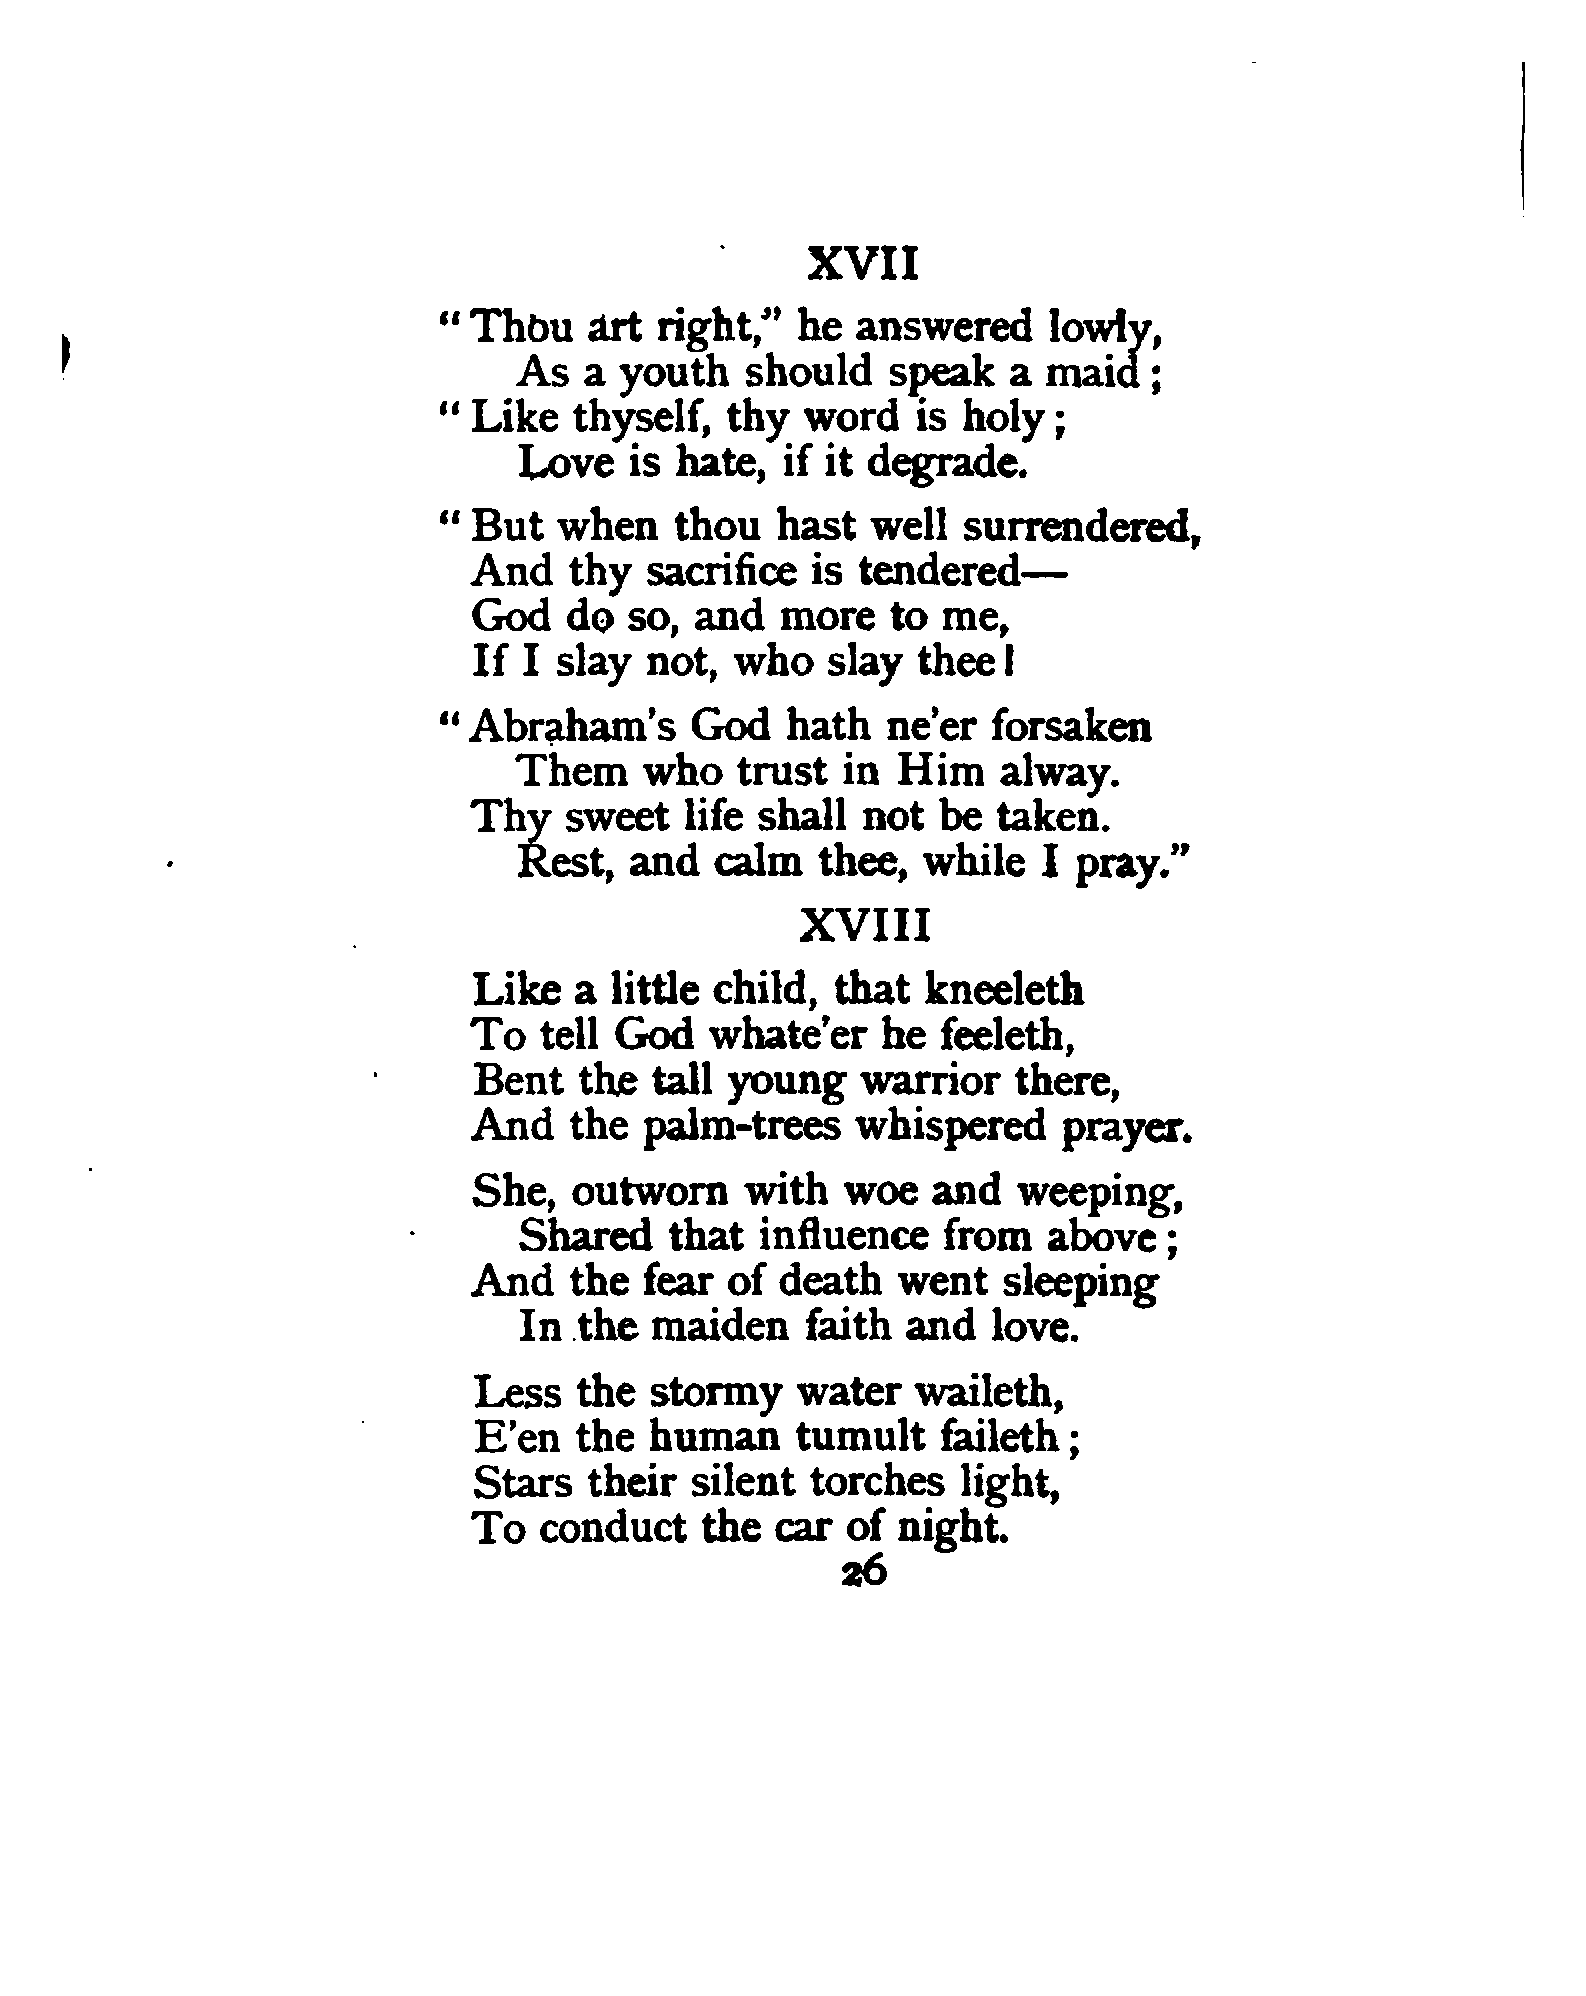 XVII
“Thou art right,” he answered lowly,
As a youth should speak a maid;
“Like thyself, thy word is holy;
Love is hate, if it degrade.
“But when thou hast well surrendered,
And thy sacrifice is tendered—
God do so, and more to me,
If I slay not, who slay thee!
“Abraham's God hath ne'er forsaken
Them who trust in Him alway.
Thy sweet life shall not be taken.
Rest, and calm thee, while I pray.”
XVIII
Like a little child, that kneeleth
To tell God whate'er he feeleth,
Bent the tall young warrior there,
And the palm-trees whispered prayer.
She, outworn with woe and weeping,
Shared that influence from above;
And the fear of death went sleeping
In the maiden faith and love.
Less the stormy water waileth,
E'en the human tumult faileth;
Stars their silent torches light,
To conduct the car of night.
26